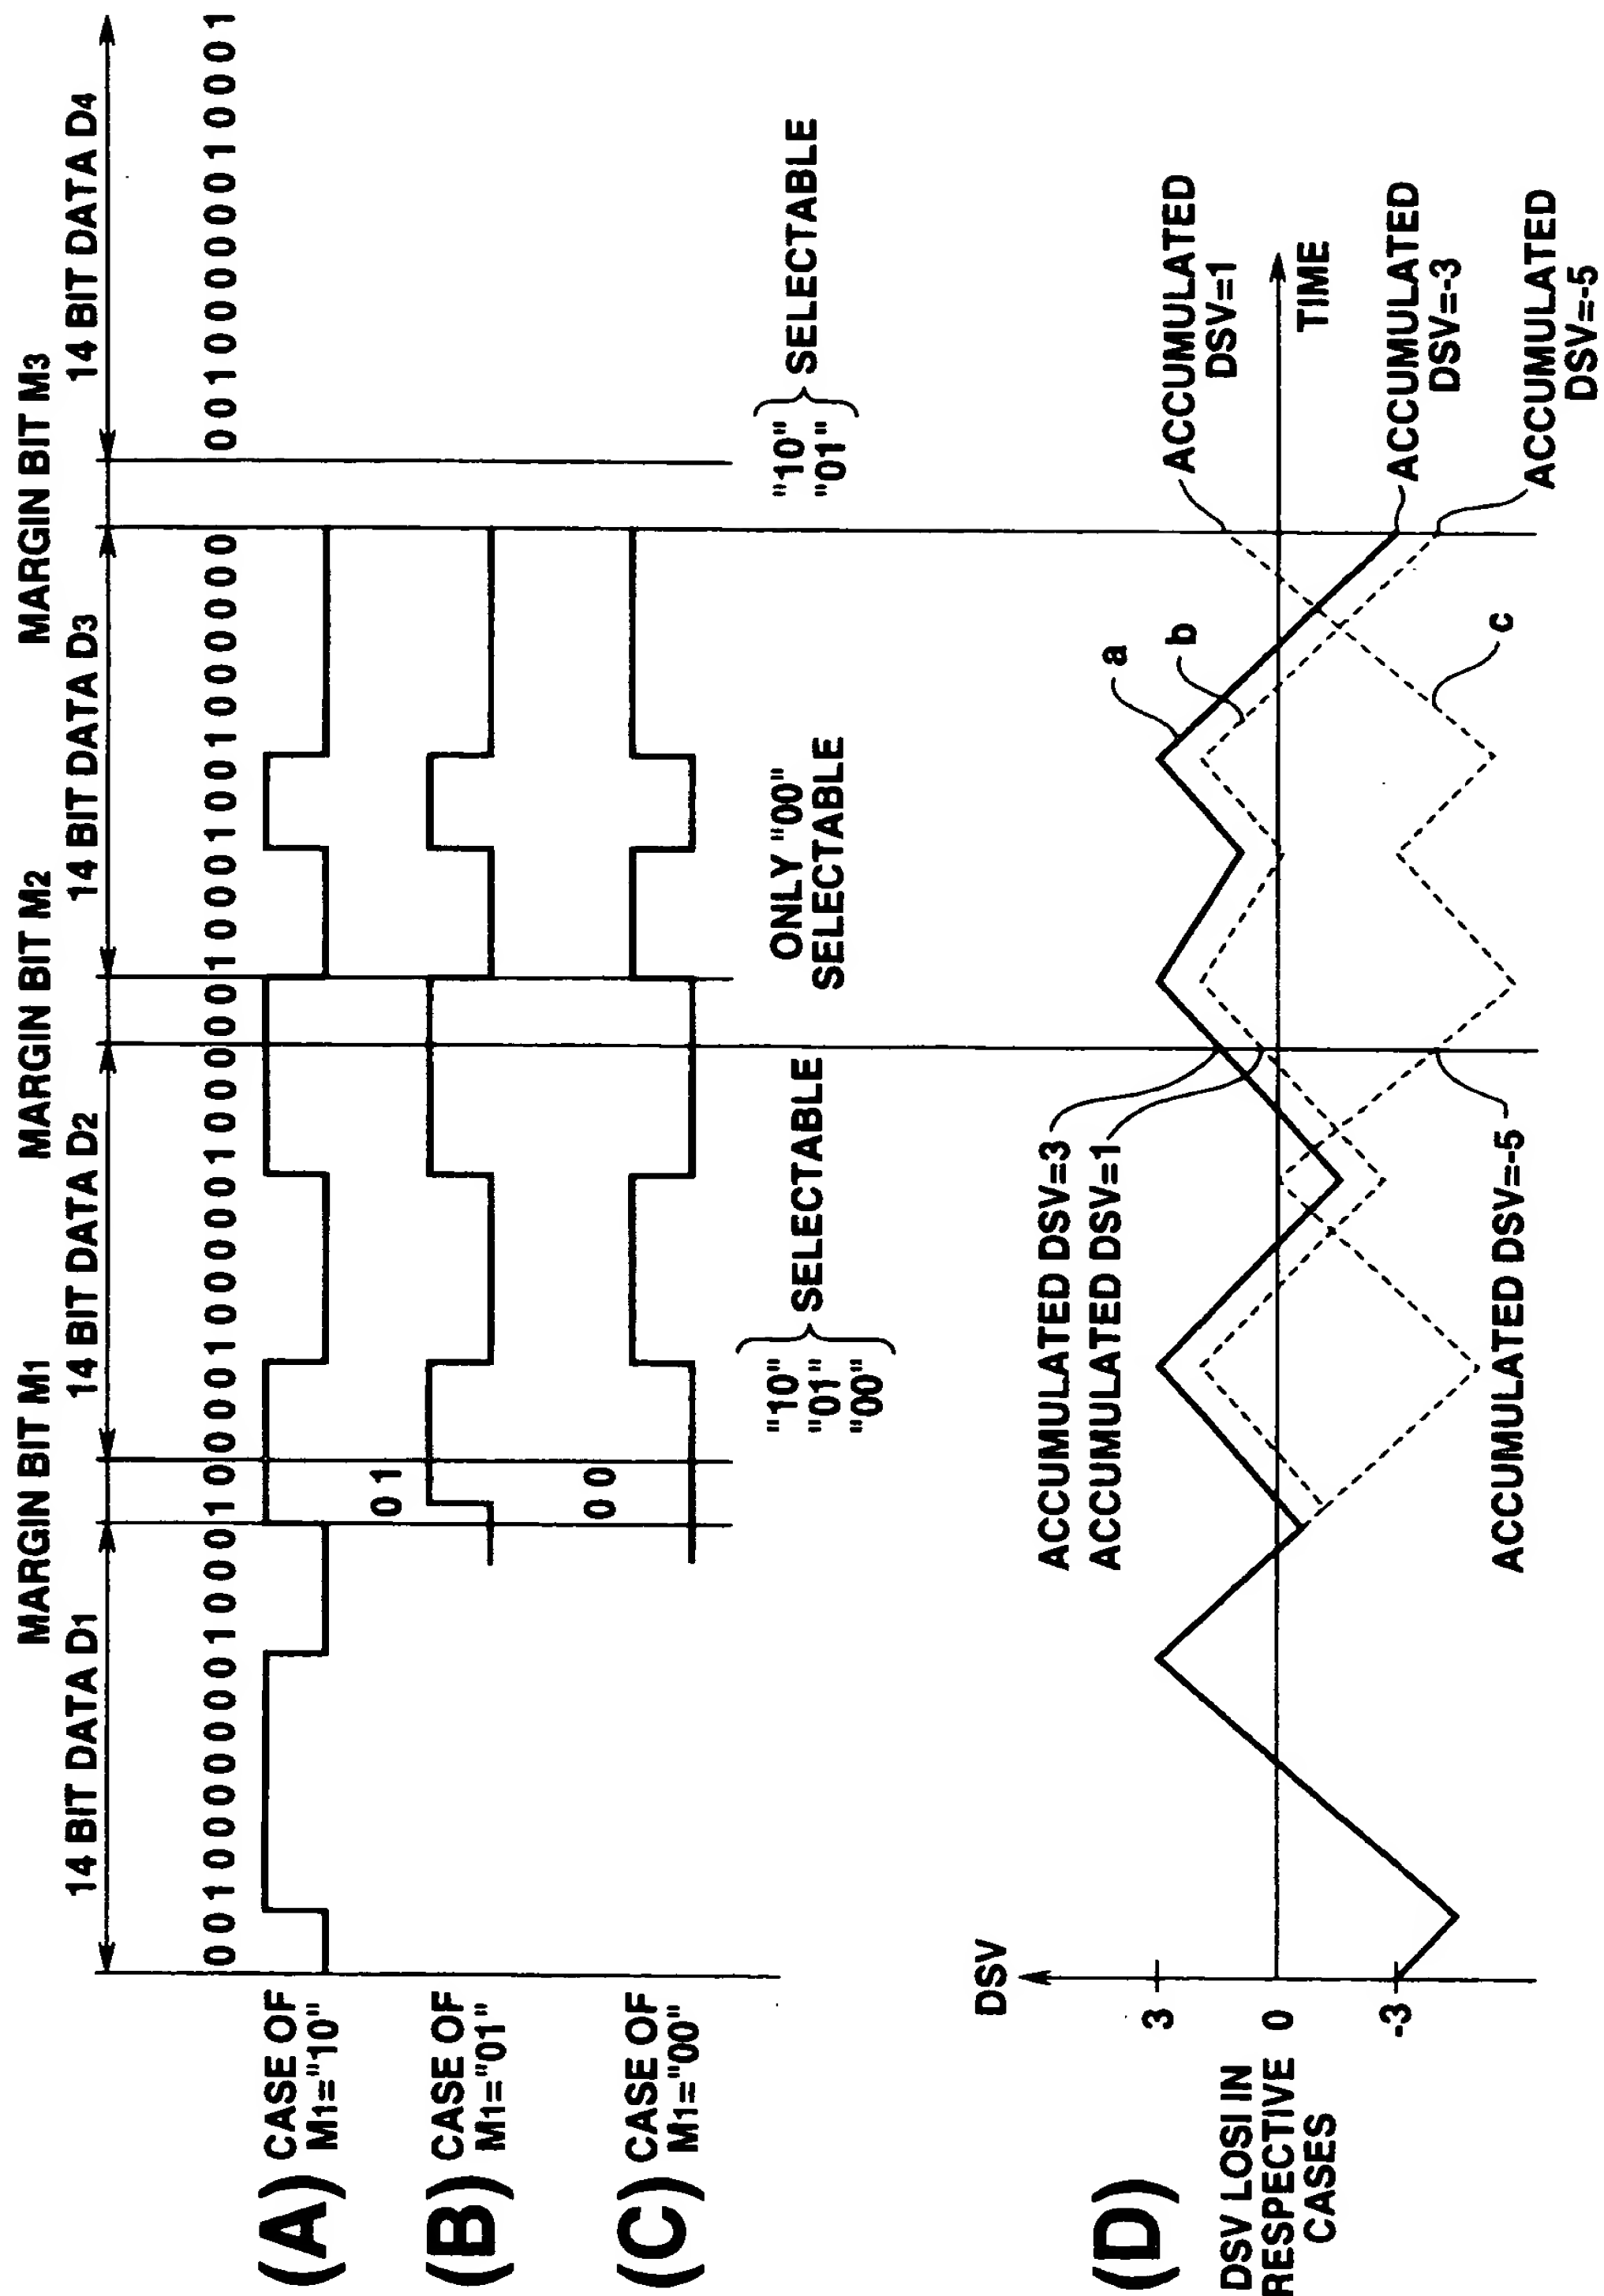 MARGIN BIT M1
MARGIN BIT M2
MARGIN BIT M3
14 BIT DATA D1
14 BIT DATA D2
14 BIT DATA D3
14 BIT DATA D4
0 0 1 0 0 0 0 0 0 0 1 0 0 0 1 0 0 0 0 1 0 0 0 0 0 1 0 0 0 0 0 0 1 0 0 0 1 0 0 1 0 0 0 0 0 0
0 0 1 0 0 0 0 0 0 1 0 0 0 1
(A) CASE OF
M1="10"
0 1
(B) CASE OF
M1="01"
0 0
(C) CASE OF
M1="00"
"10"
"01"
"00"
SELECTABLE
ONLY "00"
SELECTABLE
"10"
"01"
SELECTABLE
(D)
DSV LOSI IN
RESPECTIVE
CASES
DSV
3
0
-3
ACCUMULATED DSV=3
ACCUMULATED DSV=1
ACCUMULATED DSV=-5
a
b
c
ACCUMULATED
DSV=1
TIME
ACCUMULATED
DSV=-3
ACCUMULATED
DSV=-5